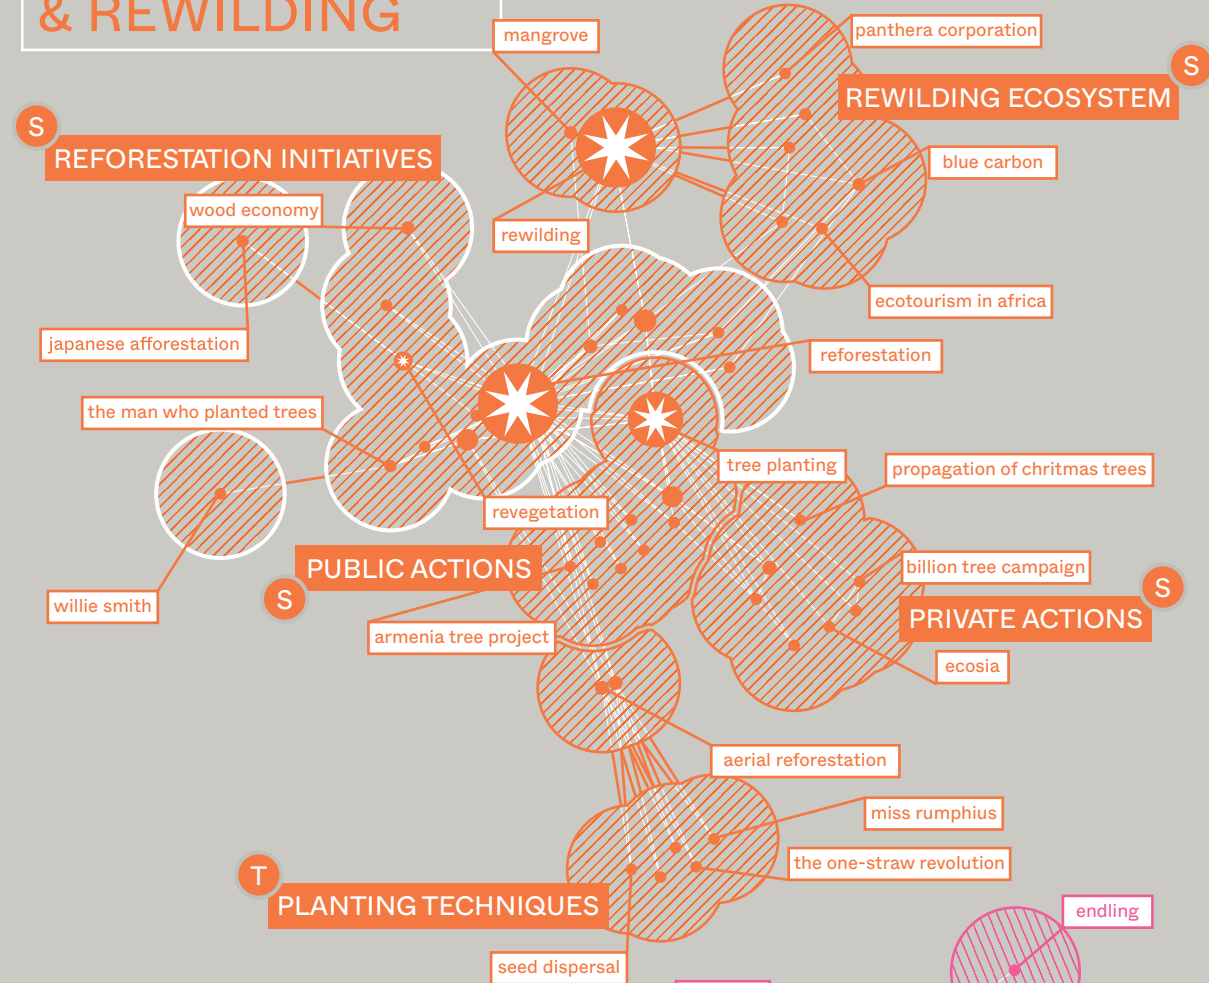 & REWILDING
mangrove
panthera corporation
S
REWILDING ECOSYSTEM
S
REFORESTATION INITIATIVES
blue carbon
wood economy
rewilding
ecotourism in africa
japanese afforestation
reforestation
the man who planted trees
tree planting
propagation of chritmas trees
revegetation
PUBLIC ACTIONS
billion tree campaign
S
S
willie smith
PRIVATE ACTIONS
armenia tree project
ecosia
aerial reforestation
miss rumphius
the one-straw revolution
T
PLANTING TECHNIQUES
endling
seed dispersal